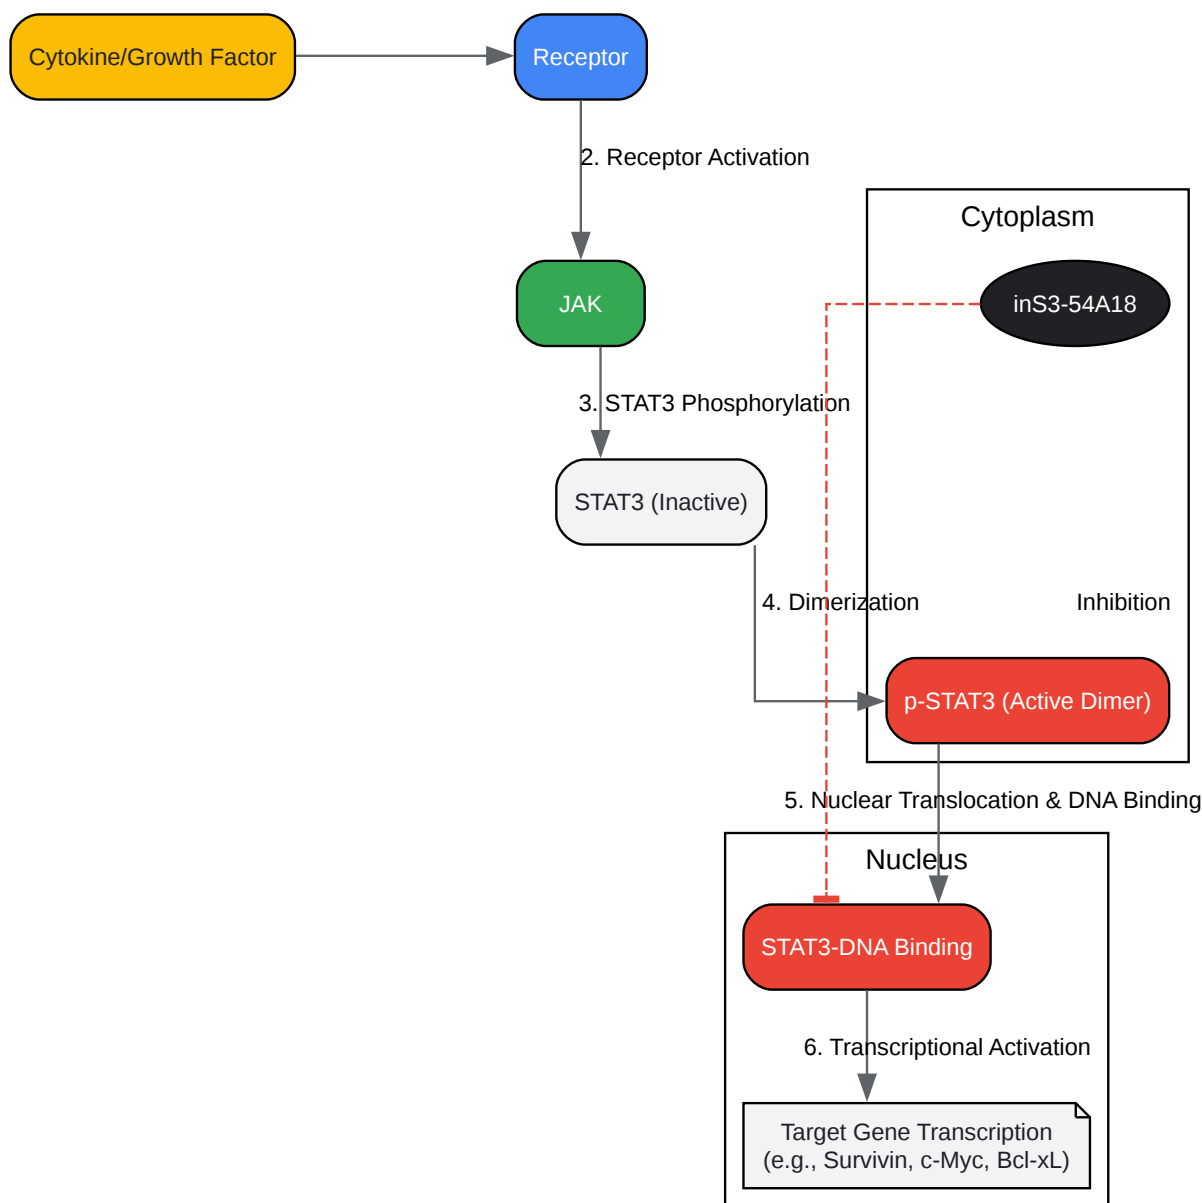 Cytokine/Growth Factor
Receptor
2. Receptor Activation
Cytoplasm
JAK
inS3-54A18
3. STAT3 Phosphorylation
STAT3 (Inactive)
4. Dimerization
Inhibition
p-STAT3 (Active Dimer)
5. Nuclear Translocation & DNA Binding
Nucleus
STAT3-DNA Binding
6. Transcriptional Activation
Target Gene Transcription
(e.g., Survivin, c-Myc, Bcl-xL)